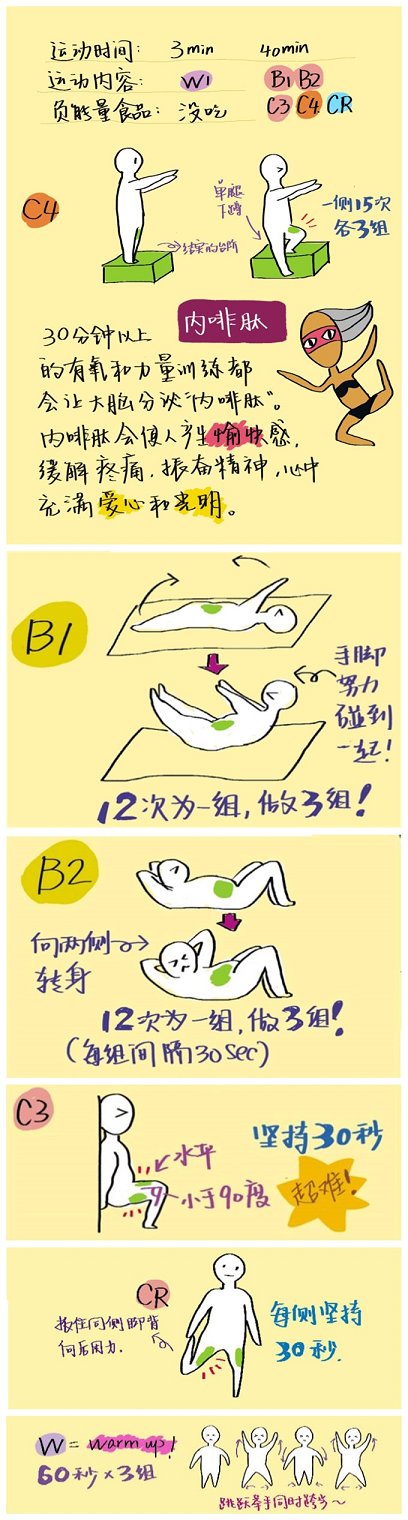 运动时间: 3min 40min
运动内容: W1 B1 B2
负能量食品: 没吃 C3 C4 CR
C4
单腿
下蹲
结实的台阶
一侧15次
各3组
内啡肽
30分钟以上
的有氧和力量训练都
会让大脑分泌"内啡肽"。
内啡肽会使人产生愉快感,
缓解疼痛,振奋精神,心中
充满爱心和光明。
B1
手脚
努力
碰到
一起!
12次为一组,做3组!
B2
向两侧
转身
12次为一组,做3组!
(每组间隔30sec)
C3
水平
小于90度
坚持30秒
超难!
CR
扳住同侧脚背
向后用力.
每侧坚持
30秒.
W = warm up!
60秒×3组
跳跃举手同时跨步~